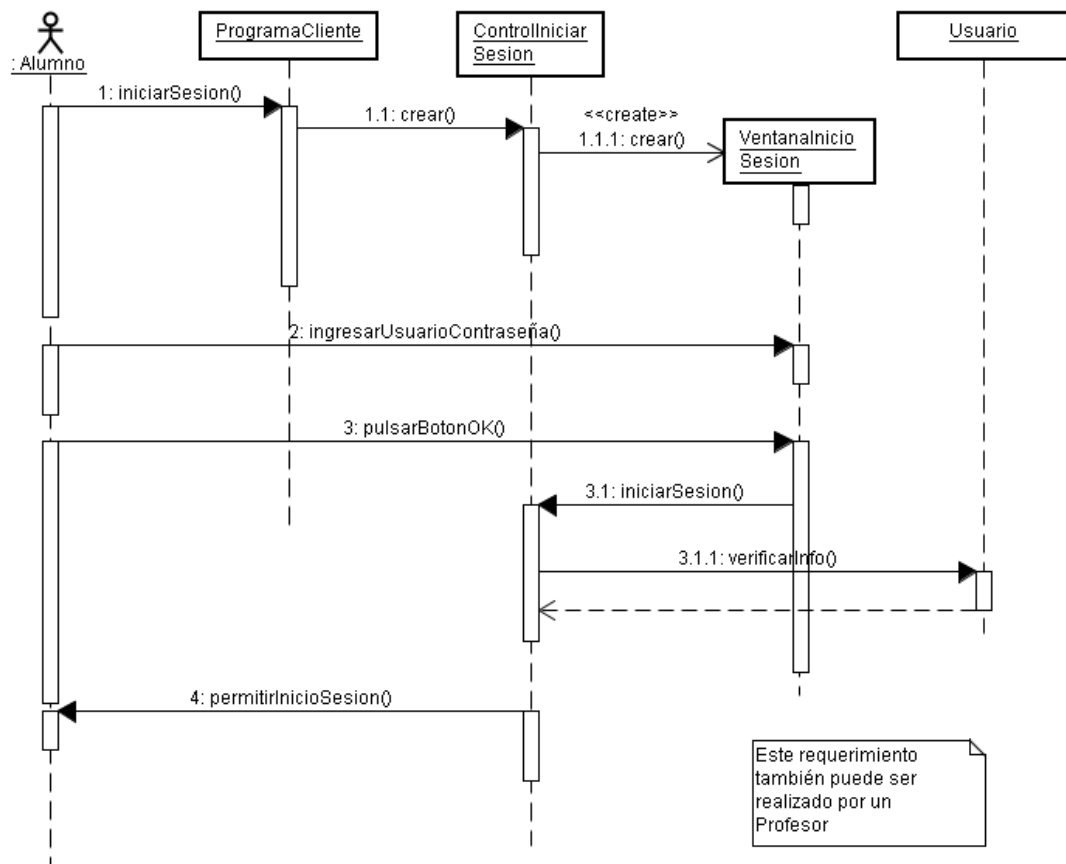 ProgramaCliente
ControlIniciar
Sesion
Usuario
: Alumno
1: iniciarSesion()
1.1: crear()
<<create>>
1.1.1: crear()
VentanaInicio
Sesion
2: ingresarUsuarioContraseña()
3: pulsarBotonOK()
3.1: iniciarSesion()
3.1.1: verificarInfo()
4: permitirInicioSesion()
Este requerimiento
también puede ser
realizado por un
Profesor